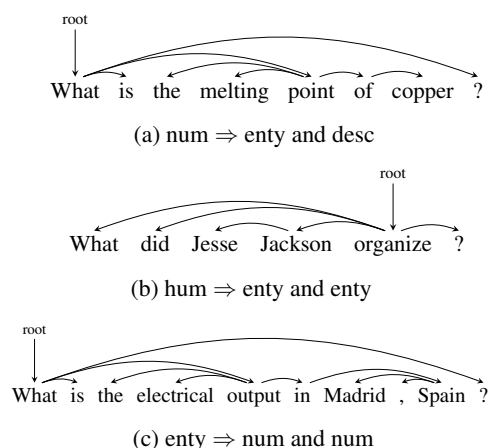 root
What is the melting point of copper ?
(a) num ⇒ enty and desc
root
What did Jesse Jackson organize ?
(b) hum ⇒ enty and enty
root
What is the electrical output in Madrid , Spain ?
(c) enty ⇒ num and num